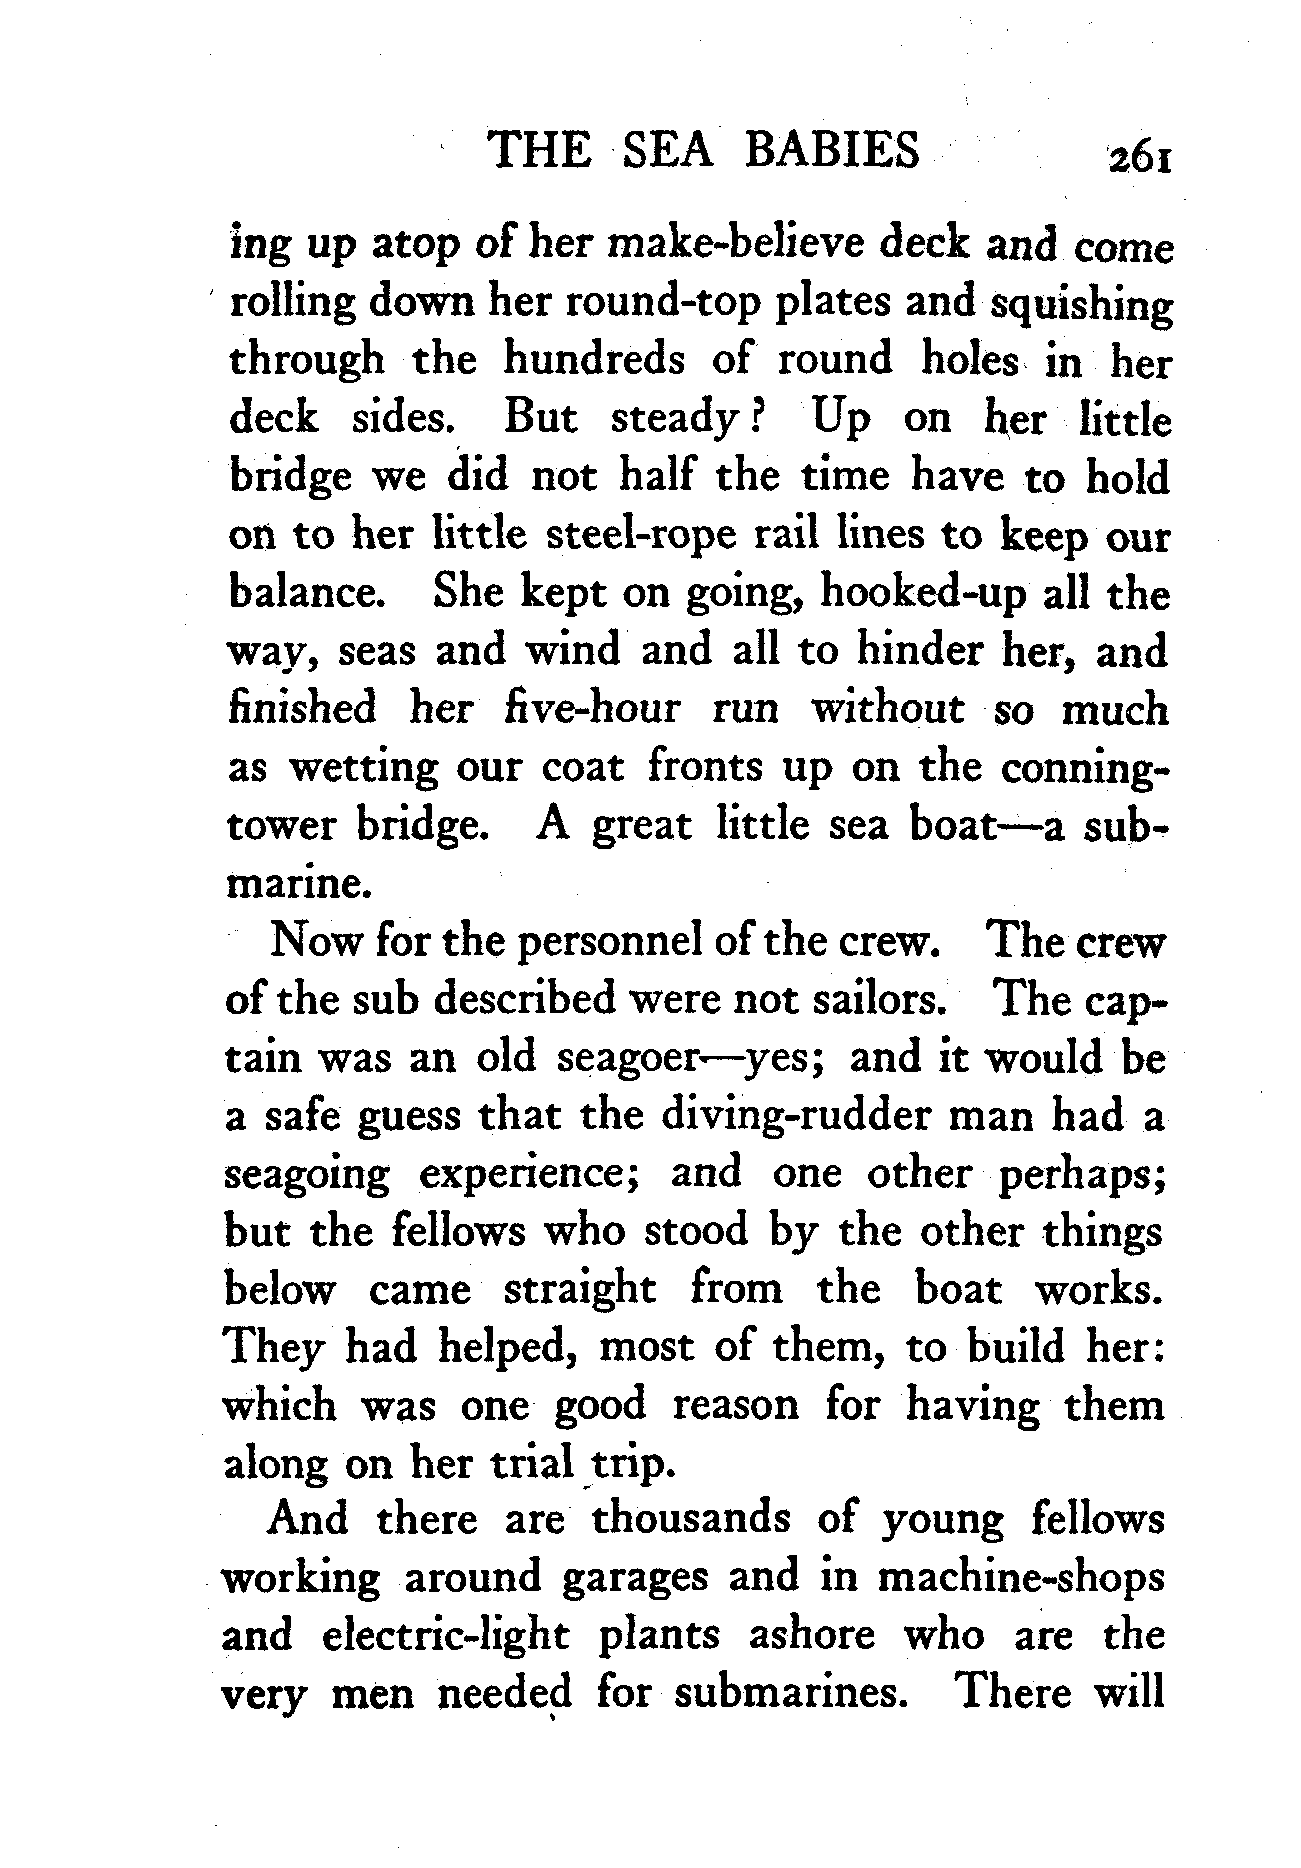 THE SEA BABIES 261
ing up atop of her make-believe deck and come
rolling down her round-top plates and squishing
through the hundreds of round holes in her
deck sides. But steady? Up on her little
bridge we did not half the time have to hold
on to her little steel-rope rail lines to keep our
balance. She kept on going, hooked-up all the
way, seas and wind and all to hinder her, and
finished her five-hour run without so much
as wetting our coat fronts up on the conning-
tower bridge. A great little sea boat—a sub-
marine.
Now for the personnel of the crew. The crew
of the sub described were not sailors. The cap-
tain was an old seagoer—yes; and it would be
a safe guess that the diving-rudder man had a
seagoing experience; and one other perhaps;
but the fellows who stood by the other things
below came straight from the boat works.
They had helped, most of them, to build her:
which was one good reason for having them
along on her trial trip.
And there are thousands of young fellows
working around garages and in machine-shops
and electric-light plants ashore who are the
very men needed for submarines. There will